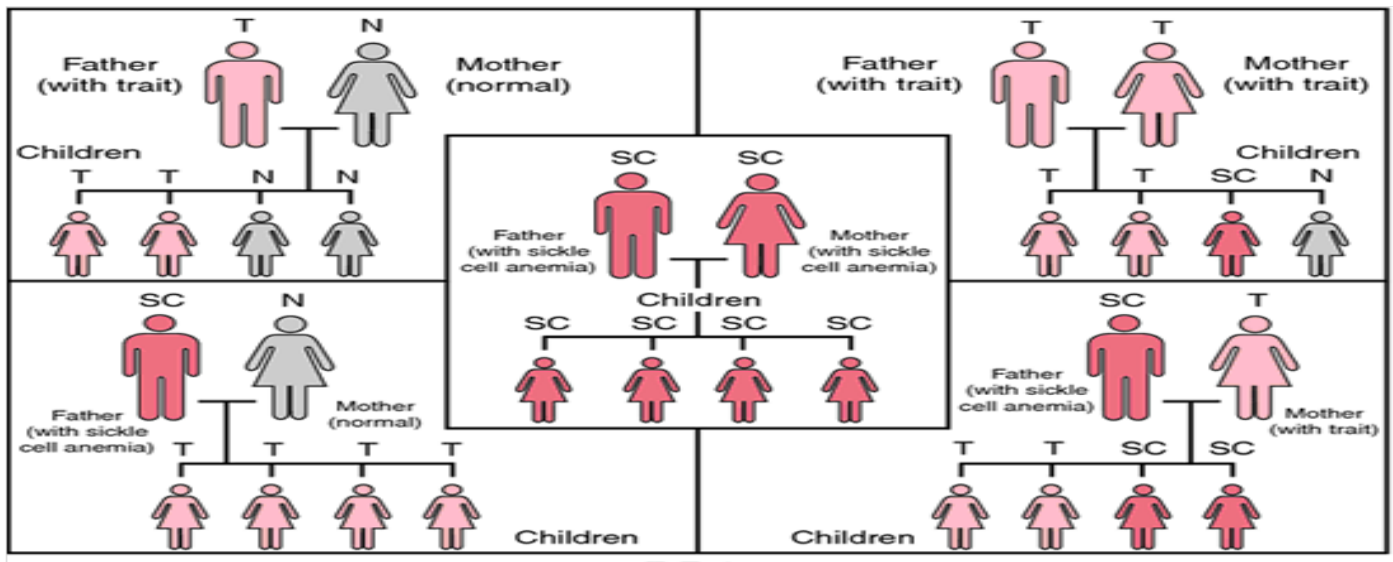 T N
Father
(with trait)
Mother
(normal)
Children
T T N N
T T
Father
(with trait)
Mother
(with trait)
Children
T T SC N
SC SC
Father
(with sickle
cell anemia)
Mother
(with sickle
cell anemia)
Children
SC SC SC SC
SC N
Father
(with sickle
cell anemia)
Mother
(normal)
T T T T
Children
SC T
Father
(with sickle
cell anemia)
Mother
(with trait)
T T SC SC
Children